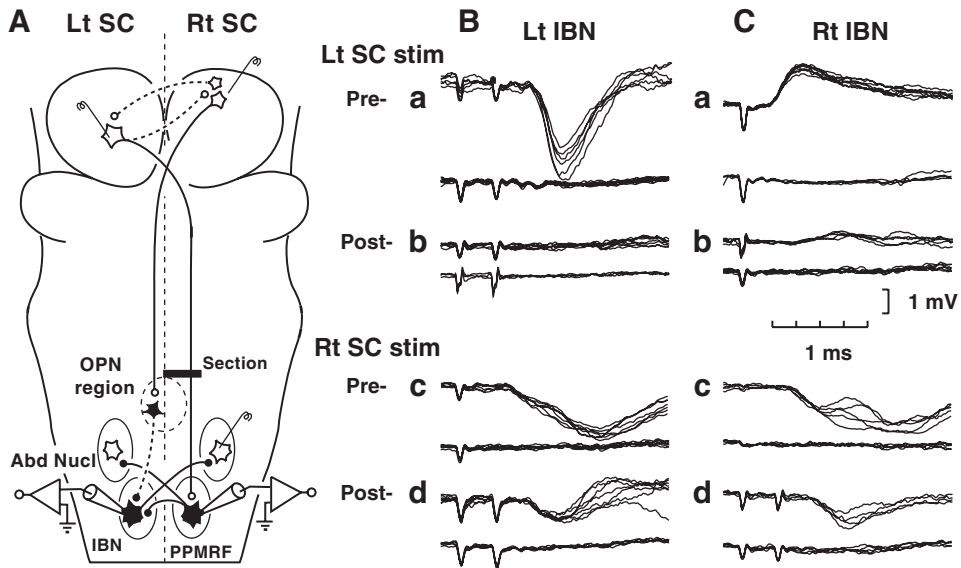 A
Lt SC
Rt SC
OPN
region
Section
Abd Nucl
IBN
PPMRF
B
Lt IBN
C
Rt IBN
Lt SC stim
Pre-
a
a
Post-
b
b
1 mV
1 ms
Rt SC stim
Pre-
c
c
Post-
d
d